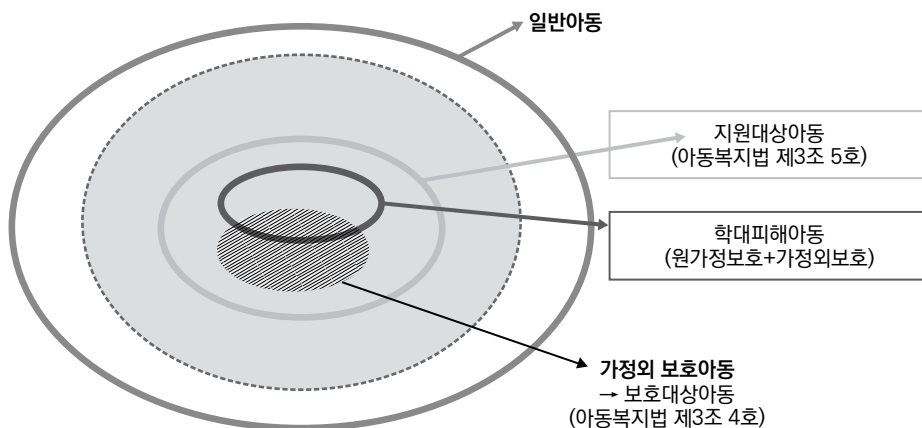 일반아동
지원대상아동
(아동복지법 제3조 5호)
학대피해아동
(원가정보호+가정외보호)
가정외 보호아동
→ 보호대상아동
(아동복지법 제3조 4호)